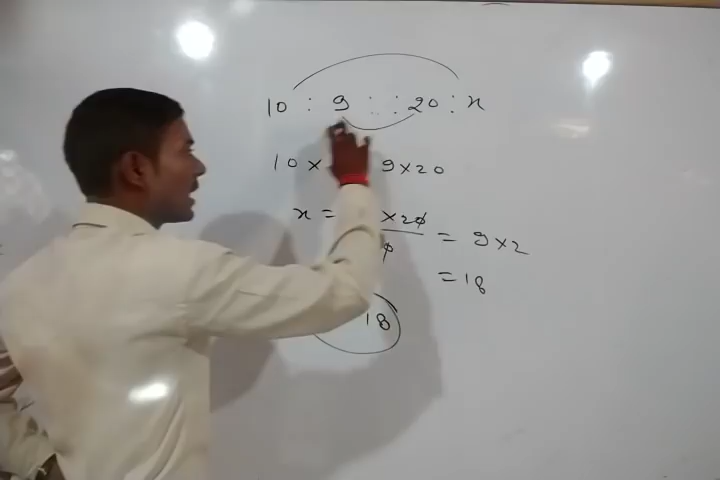 10 : 9 : : 20 : x
10 × 9 × 20
x = × 20 = 9 × 2
= 18
18